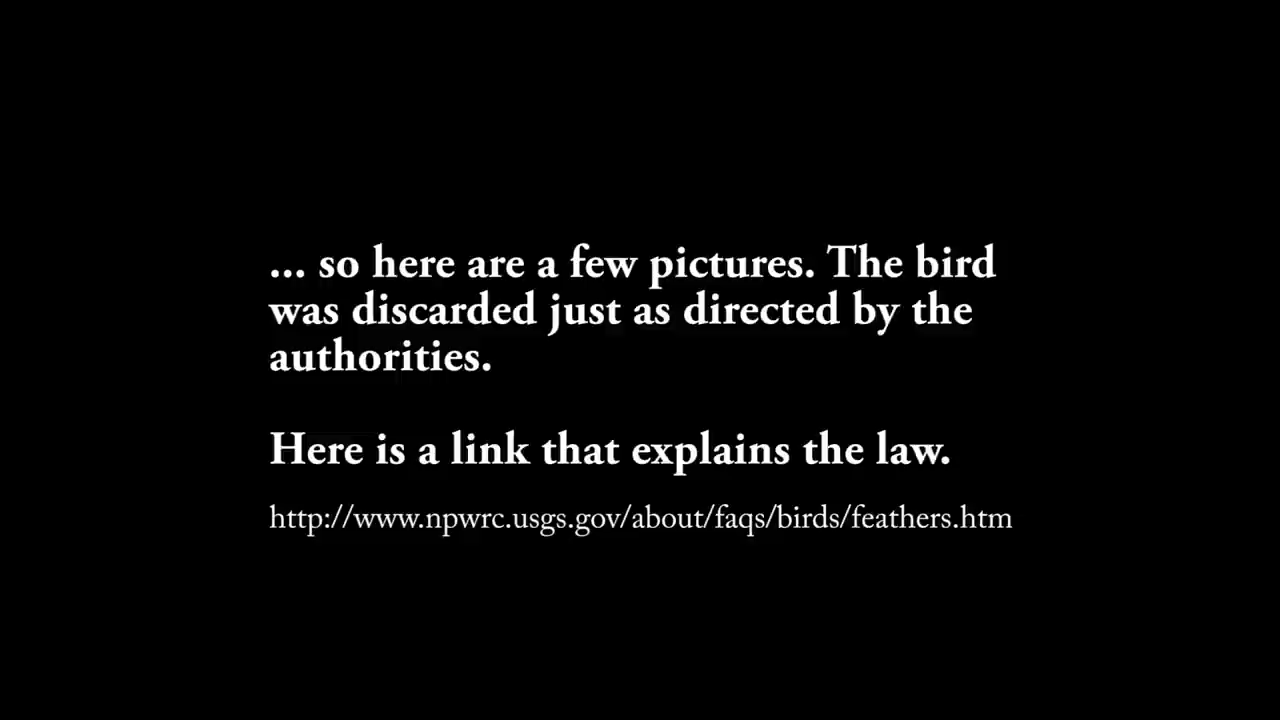 ... so here are a few pictures. The bird
was discarded just as directed by the
authorities.
Here is a link that explains the law.
http://www.npwrc.usgs.gov/about/faqs/birds/feathers.htm